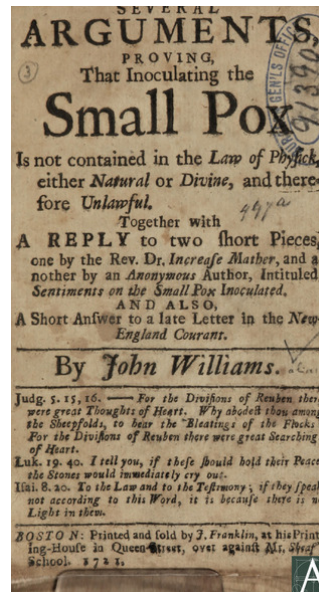 SEVERAL
ARGUMENTS,
PROVING,
That Inoculating the
Small Pox
Is not contained in the Law of Phyſick,
either Natural or Divine, and there-
fore Unlawful.
Together with
A REPLY to two ſhort Pieces,
one by the Rev. Dr. Increaſe Mather, and a
nother by an Anonymous Author, Intituled
Sentiments on the Small Pox Inoculated.
AND ALSO,
A Short Anſwer to a late Letter in the New
England Courant.
By John Williams.
Judg. 5. 15, 16. —— For the Diviſions of Reuben ther
were great Thoughts of Heart. Why abodeſt thou among
the Sheepfolds, to hear the Bleatings of the Flocks
For the Diviſions of Reuben there were great Searching
of Heart.
Luk. 19. 40. I tell you, if theſe ſhould hold their Peace
the Stones would immediately cry out.
Iſai. 8. 20. To the Law and to the Teſtimony; if they ſpeak
not according to this Word, it is becauſe there is n
Light in them.
BOSTON: Printed and ſold by J. Franklin, at his Print
ing-Houſe in Queen-Street, over againſt Mr. Sheaf
School. 1721.
3
91390
A